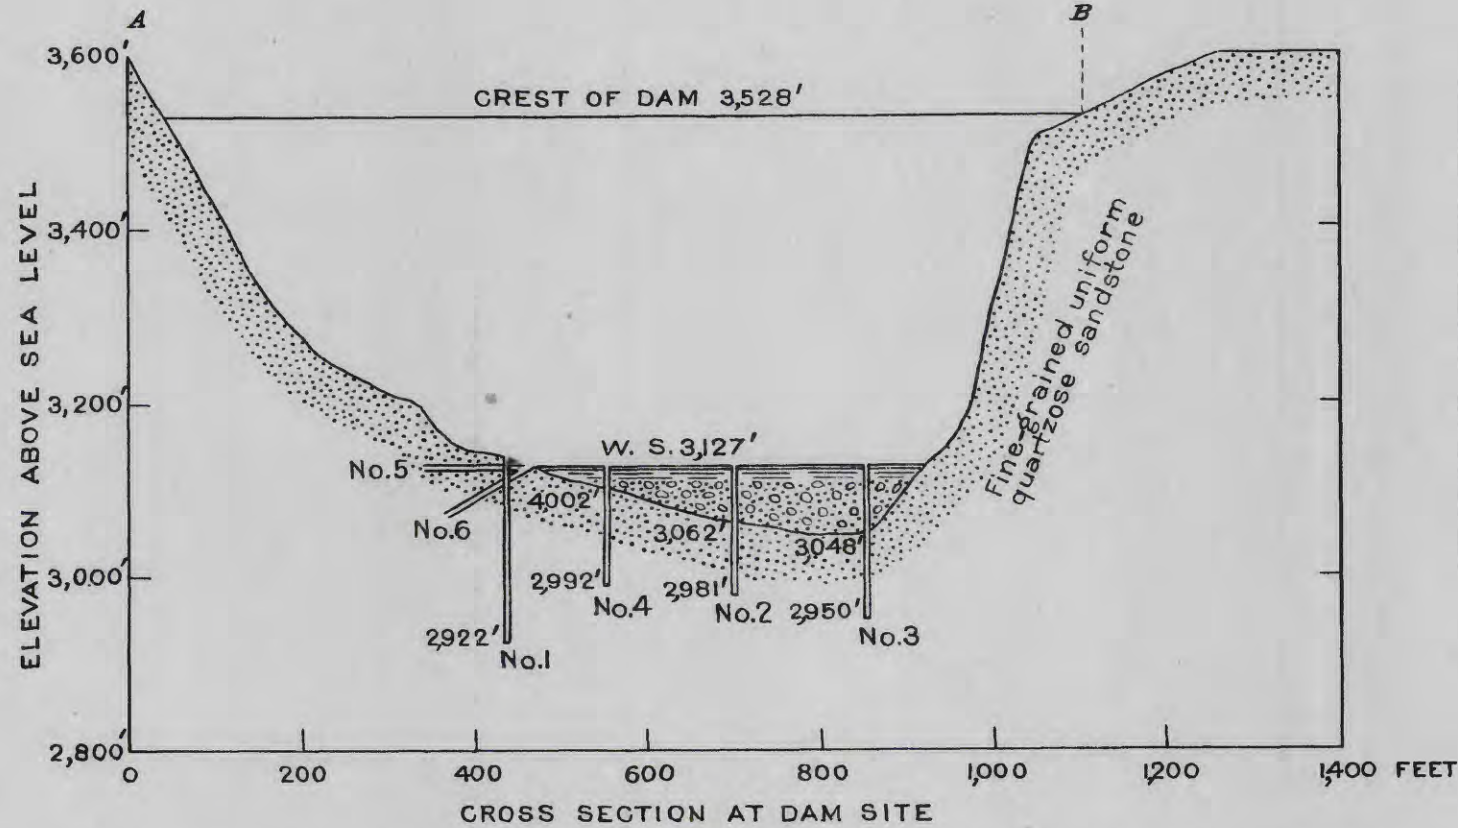 A
B
3,600'
CREST OF DAM 3,528'
ELEVATION ABOVE SEA LEVEL
3,400'
Fine-grained uniform
quartzose sandstone
3,200'
W. S. 3,127'
No.5
4002'
No.6
3,062'
3,048'
3,000'
2,992'
No.4
2,981'
No.2
2,950'
No.3
2,922'
No.1
2,800'
0 200 400 600 800 1,000 1,200 1,400 FEET
CROSS SECTION AT DAM SITE